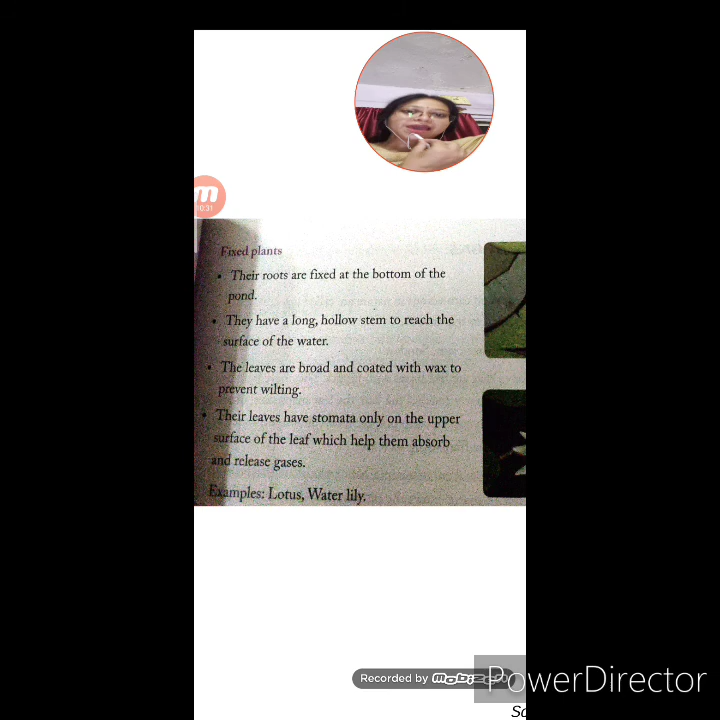 10:31
Fixed plants
• Their roots are fixed at the bottom of the
pond.
• They have a long, hollow stem to reach the
surface of the water.
• The leaves are broad and coated with wax to
prevent wilting.
• Their leaves have stomata only on the upper
surface of the leaf which help them absorb
and release gases.
Examples: Lotus, Water lily.
Recorded by
PowerDirector